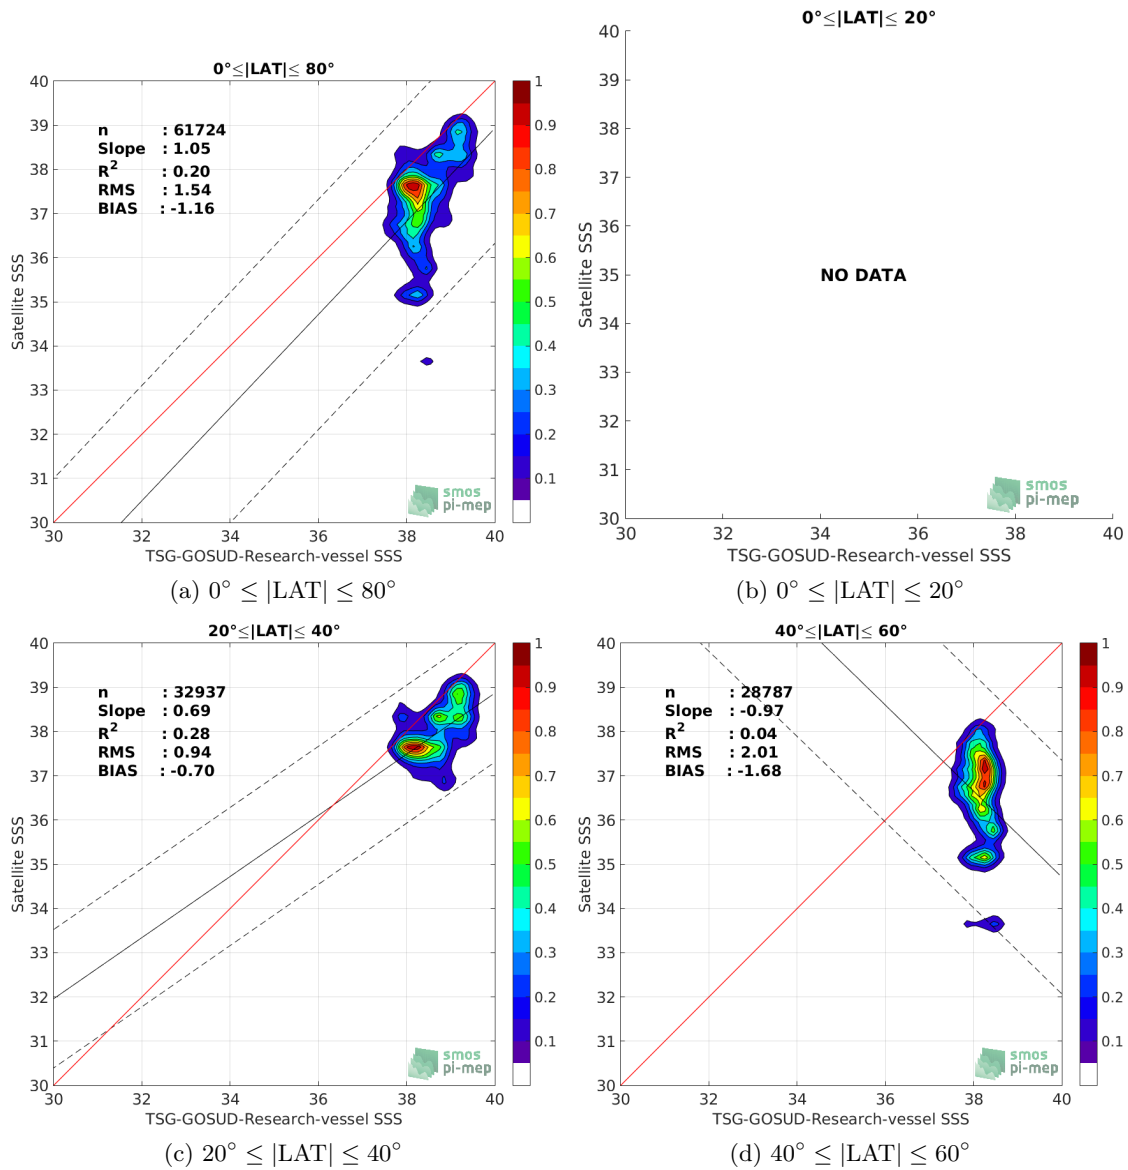 0°≤|LAT|≤ 80°
40
39
38
37
36
35
34
33
32
31
30
Satellite SSS
n : 61724
Slope : 1.05
R2 : 0.20
RMS : 1.54
BIAS : -1.16
smos
pi-mep
30 32 34 36 38 40
TSG-GOSUD-Research-vessel SSS
1
0.9
0.8
0.7
0.6
0.5
0.4
0.3
0.2
0.1
(a) 0° ≤ |LAT| ≤ 80°
0°≤|LAT|≤ 20°
40
39
38
37
36
35
34
33
32
31
30
Satellite SSS
NO DATA
smos
pi-mep
30 32 34 36 38 40
TSG-GOSUD-Research-vessel SSS
(b) 0° ≤ |LAT| ≤ 20°
20°≤|LAT|≤ 40°
40
39
38
37
36
35
34
33
32
31
30
Satellite SSS
n : 32937
Slope : 0.69
R2 : 0.28
RMS : 0.94
BIAS : -0.70
smos
pi-mep
30 32 34 36 38 40
TSG-GOSUD-Research-vessel SSS
1
0.9
0.8
0.7
0.6
0.5
0.4
0.3
0.2
0.1
(c) 20° ≤ |LAT| ≤ 40°
40°≤|LAT|≤ 60°
40
39
38
37
36
35
34
33
32
31
30
Satellite SSS
n : 28787
Slope : -0.97
R2 : 0.04
RMS : 2.01
BIAS : -1.68
smos
pi-mep
30 32 34 36 38 40
TSG-GOSUD-Research-vessel SSS
1
0.9
0.8
0.7
0.6
0.5
0.4
0.3
0.2
0.1
(d) 40° ≤ |LAT| ≤ 60°